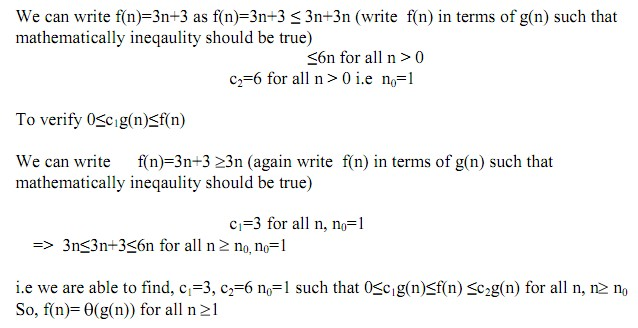 We can write f(n)=3n+3 as f(n)=3n+3 ≤ 3n+3n (write f(n) in terms of g(n) such that
mathematically ineqaulity should be true)
≤6n for all n > 0
c₂=6 for all n > 0 i.e n₀=1
To verify 0≤c₁g(n)≤f(n)
We can write f(n)=3n+3 ≥3n (again write f(n) in terms of g(n) such that
mathematically ineqaulity should be true)
c₁=3 for all n, n₀=1
=> 3n≤3n+3≤6n for all n ≥ n₀, n₀=1
i.e we are able to find, c₁=3, c₂=6 n₀=1 such that 0≤c₁g(n)≤f(n) ≤c₂g(n) for all n, n≥ n₀
So, f(n)= θ(g(n)) for all n ≥1